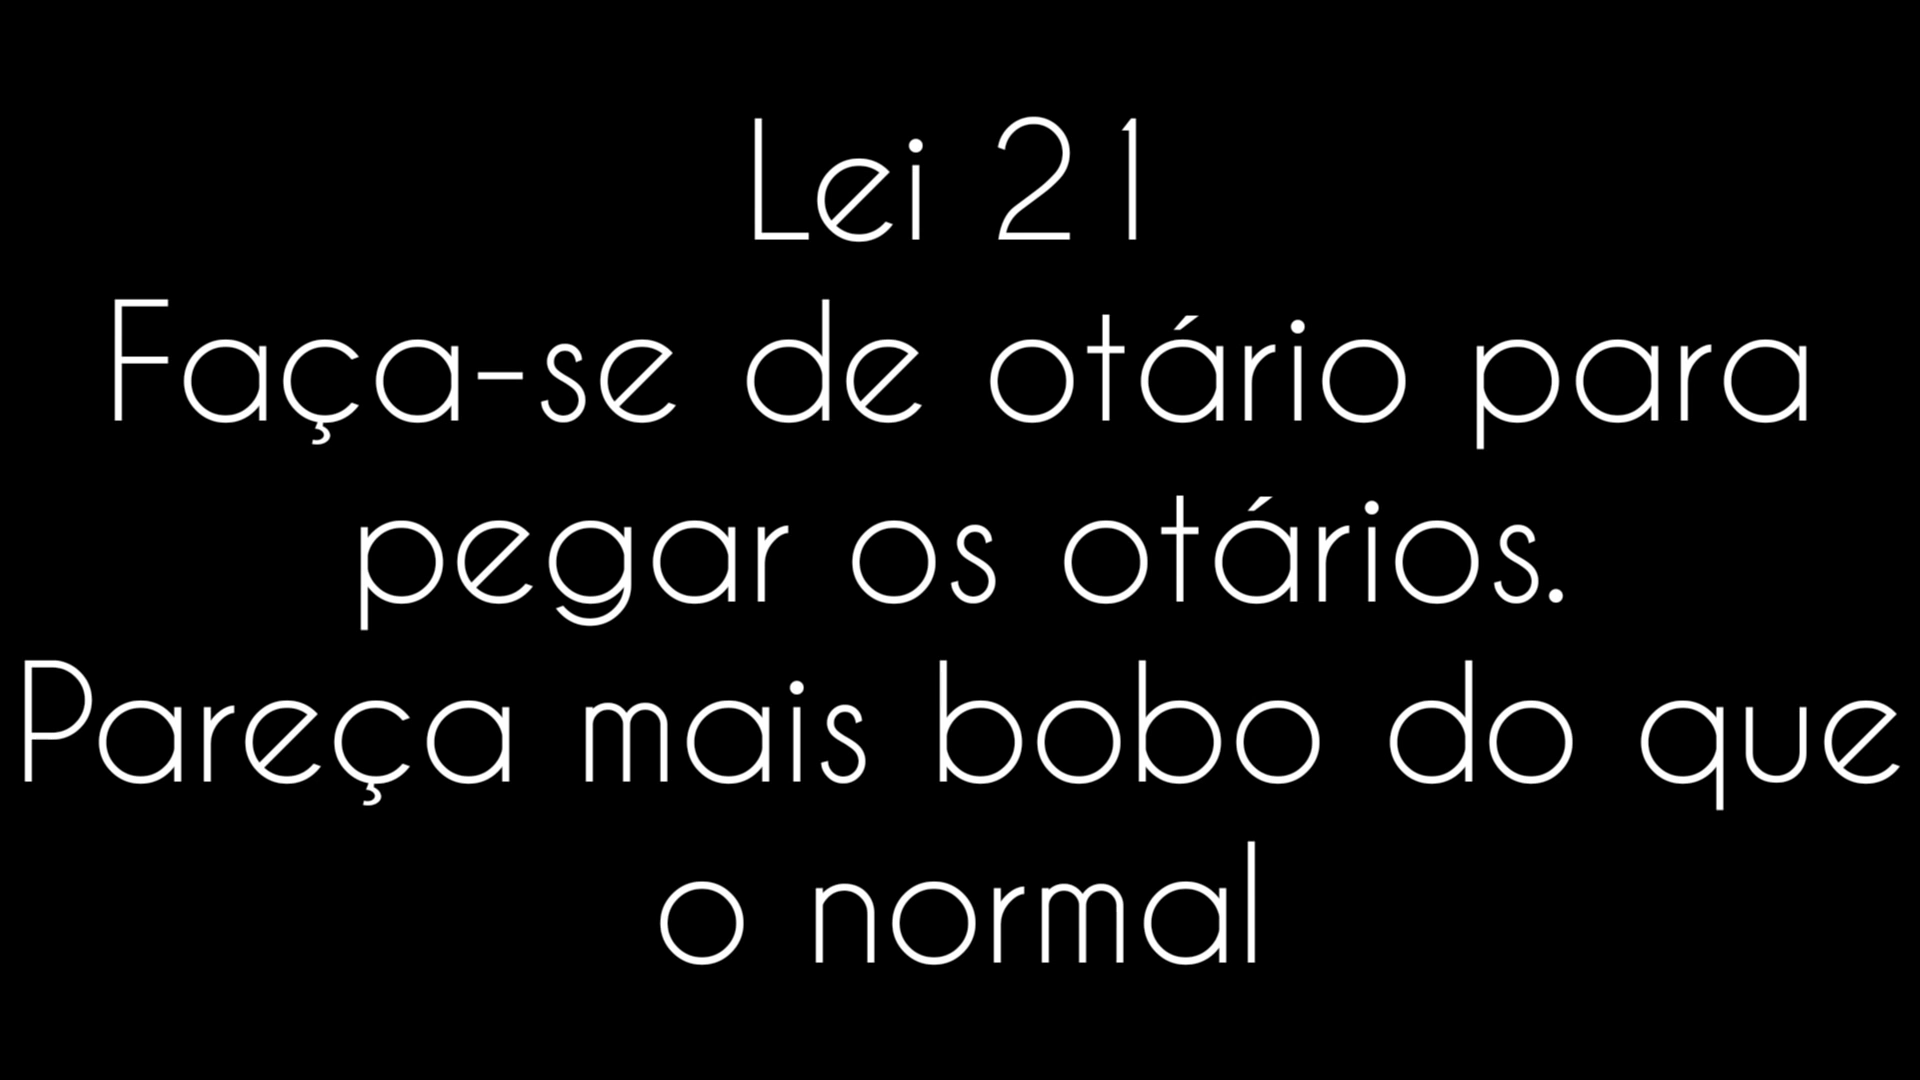 Lei 21
Faça-se de otário para
pegar os otários.
Pareça mais bobo do que
o normal